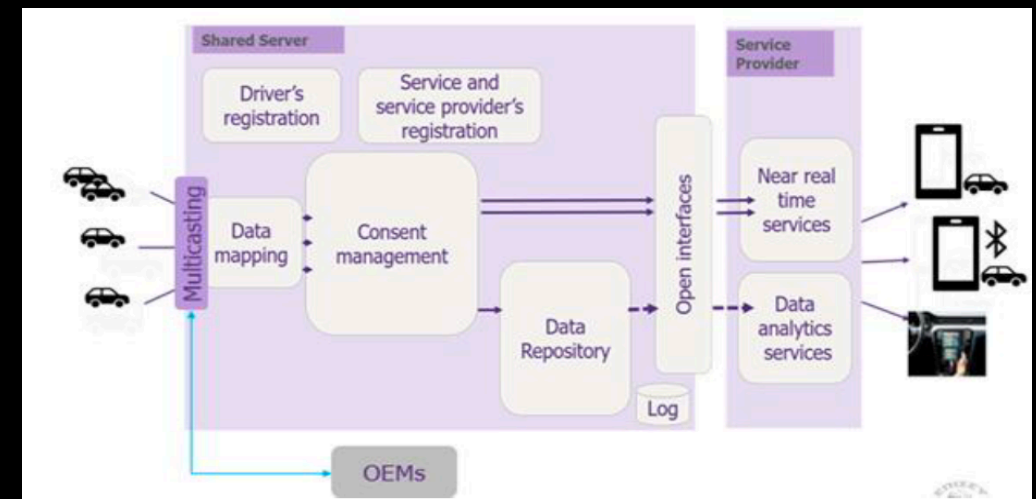 Shared Server
Service
Provider
Driver's
registration
Service and
service provider's
registration
Multicasting
Data
mapping
Consent
management
Data
Repository
Open interfaces
Log
Near real
time
services
Data
analytics
services
OEMs